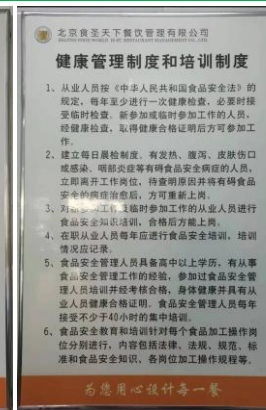 北京食圣天下餐饮管理有限公司
健康管理制度和培训制度
1、从业人员按《中华人民共和国食品安全法》的
规定，每年至少进行一次健康检查，必要时接
受临时检查。新参加或临时参加工作的人员，
经健康检查，取得健康合格证明后方可参加工
作。
2、建立每日晨检制度。有发热、腹泻、皮肤伤口
或感染、咽部炎症等有碍食品安全病症的人员，
立即离开工作岗位，待查明原因并将有碍食品
安全的病症治愈后，方可重新上岗。
3、对新参加工作及临时参加工作的从业人员进行
食品安全知识培训，合格后方能上岗。
4、在职从业人员每年应进行食品安全培训，培训
情况应记录。
5、食品安全管理人员具备高中以上学历，有从事
食品安全管理工作的经验，参加过食品安全管
理人员培训并经考核合格，身体健康并具有从
业人员健康合格证明。食品安全管理人员每年
接受不少于40小时的集中培训。
6、食品安全教育和培训针对每个食品加工操作岗
位分别进行，内容包括法律、法规、规范、标
准和食品安全知识、各岗位加工操作规程等。
为您用心设计每一餐